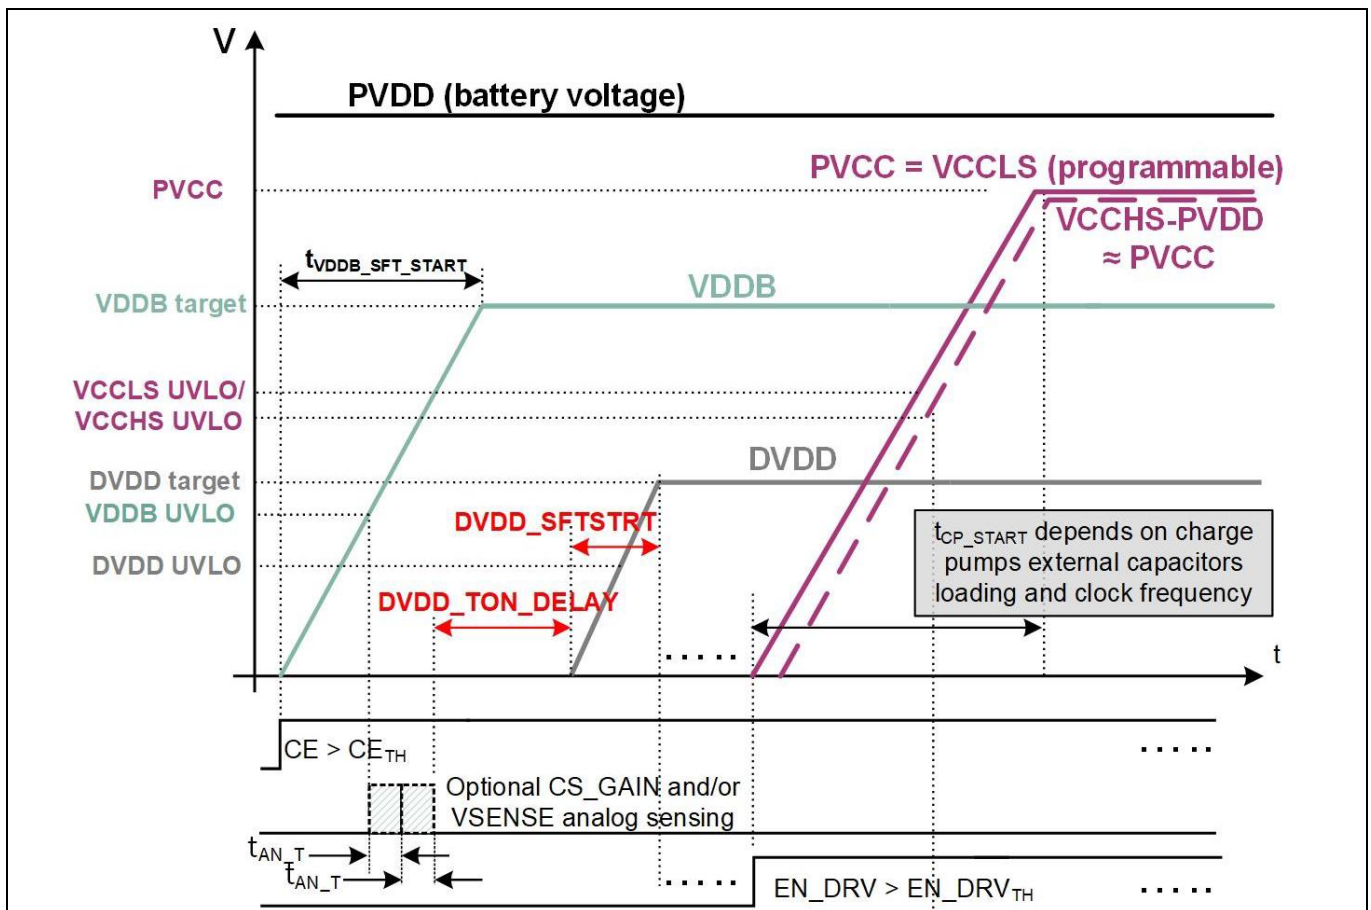 V
PVDD (battery voltage)
PVCC = VCCLS (programmable)
PVCC
VCCHS-PVDD
≈ PVCC
tVDDB_SFT_START
VDDB
VDDB target
VCCLS UVLO/
VCCHS UVLO
DVDD
DVDD target
VDDB UVLO
DVDD_SFTSTRT
DVDD UVLO
tCP_START depends on charge
pumps external capacitors
loading and clock frequency
DVDD_TON_DELAY
.....
t
CE > CETH
.....
Optional CS_GAIN and/or
VSENSE analog sensing
tAN_T
tAN_T
.....
EN_DRV > EN_DRVTH
.....